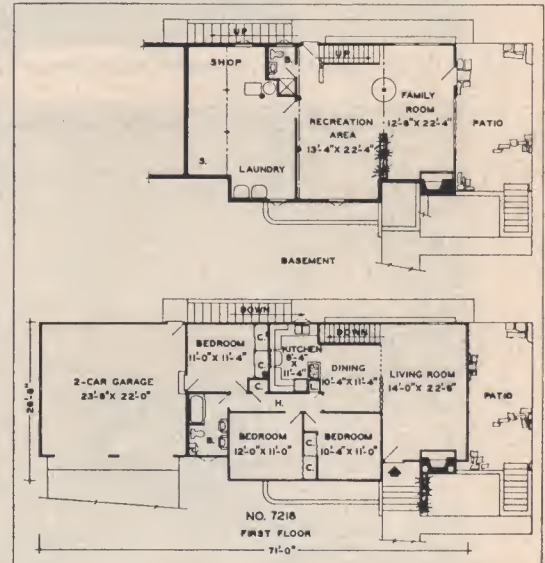 UP
SHOP
B.
UP
FAMILY
ROOM
12'-8" X 22'-4"
PATIO
RECREATION
AREA
13'-4" X 22'-4"
S.
LAUNDRY
BASEMENT
DOWN
BEDROOM
11'-0" X 11'-4"
C.
C.
C.
KITCHEN
8'-4"
X
11'-4"
DOWN
DINING
10'-4" X 11'-4"
L.
LIVING ROOM
14'-0" X 22'-8"
PATIO
2-CAR GARAGE
23'-8" X 22'-0"
26'-8"
H.
B.
BEDROOM
12'-0" X 11'-0"
C.
C.
BEDROOM
10'-4" X 11'-0"
NO. 7218
FIRST FLOOR
71'-0"